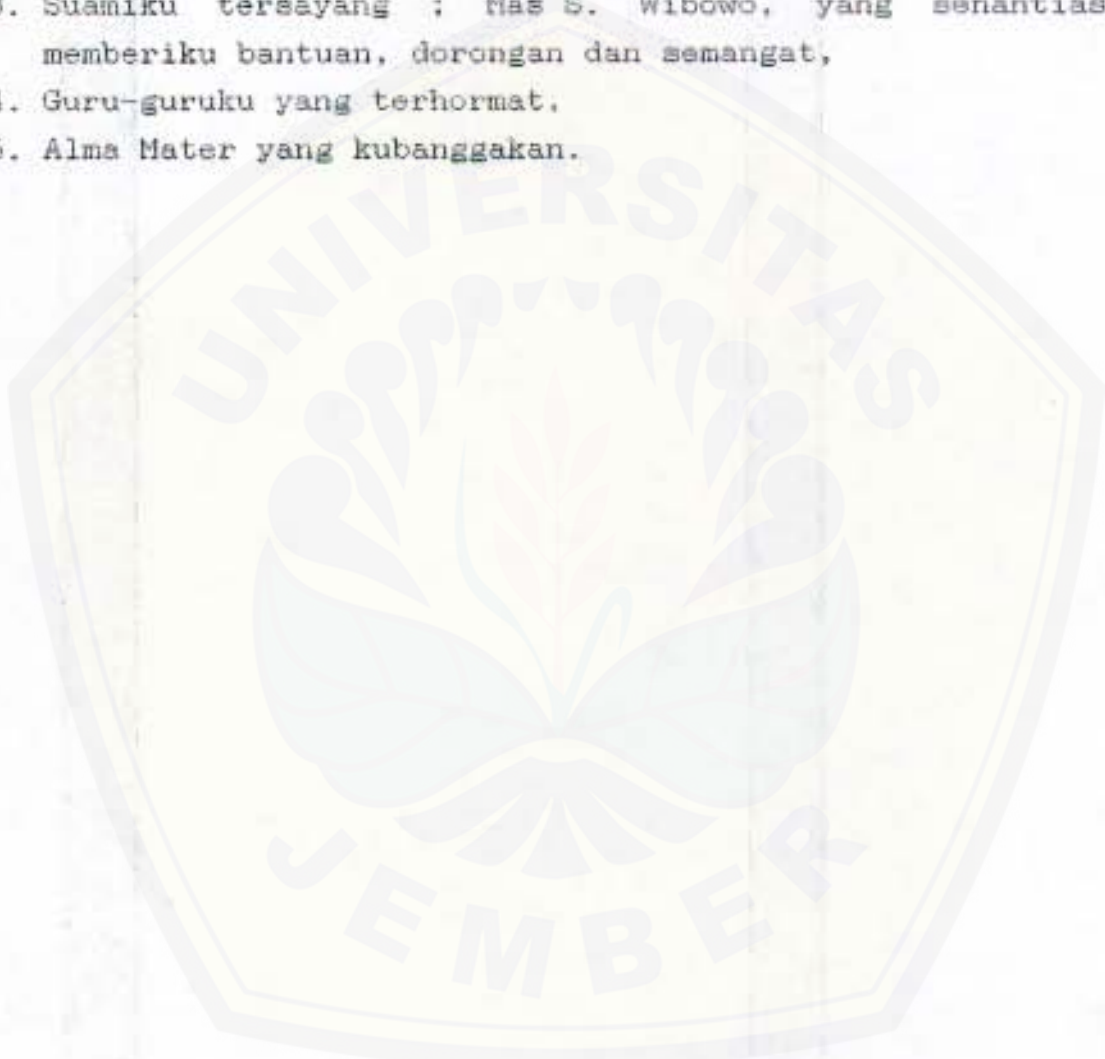 . Suamiku tersayang : Mas S. Wibowo, yang senantias
memberiku bantuan, dorongan dan semangat,
. Guru-guruku yang terhormat,
. Alma Mater yang kubanggakan.
UNIVERSITAS
JEMBER